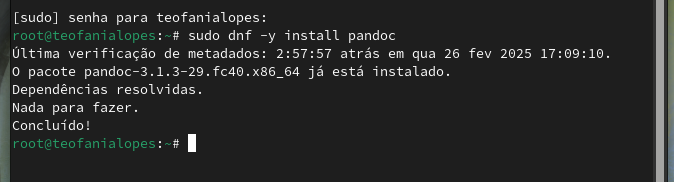 [sudo] senha para teofanialopes:
root@teofanialopes:~# sudo dnf -y install pandoc
Última verificação de metadados: 2:57:57 atrás em qua 26 fev 2025 17:09:10.
O pacote pandoc-3.1.3-29.fc40.x86_64 já está instalado.
Dependências resolvidas.
Nada para fazer.
Concluído!
root@teofanialopes:~#